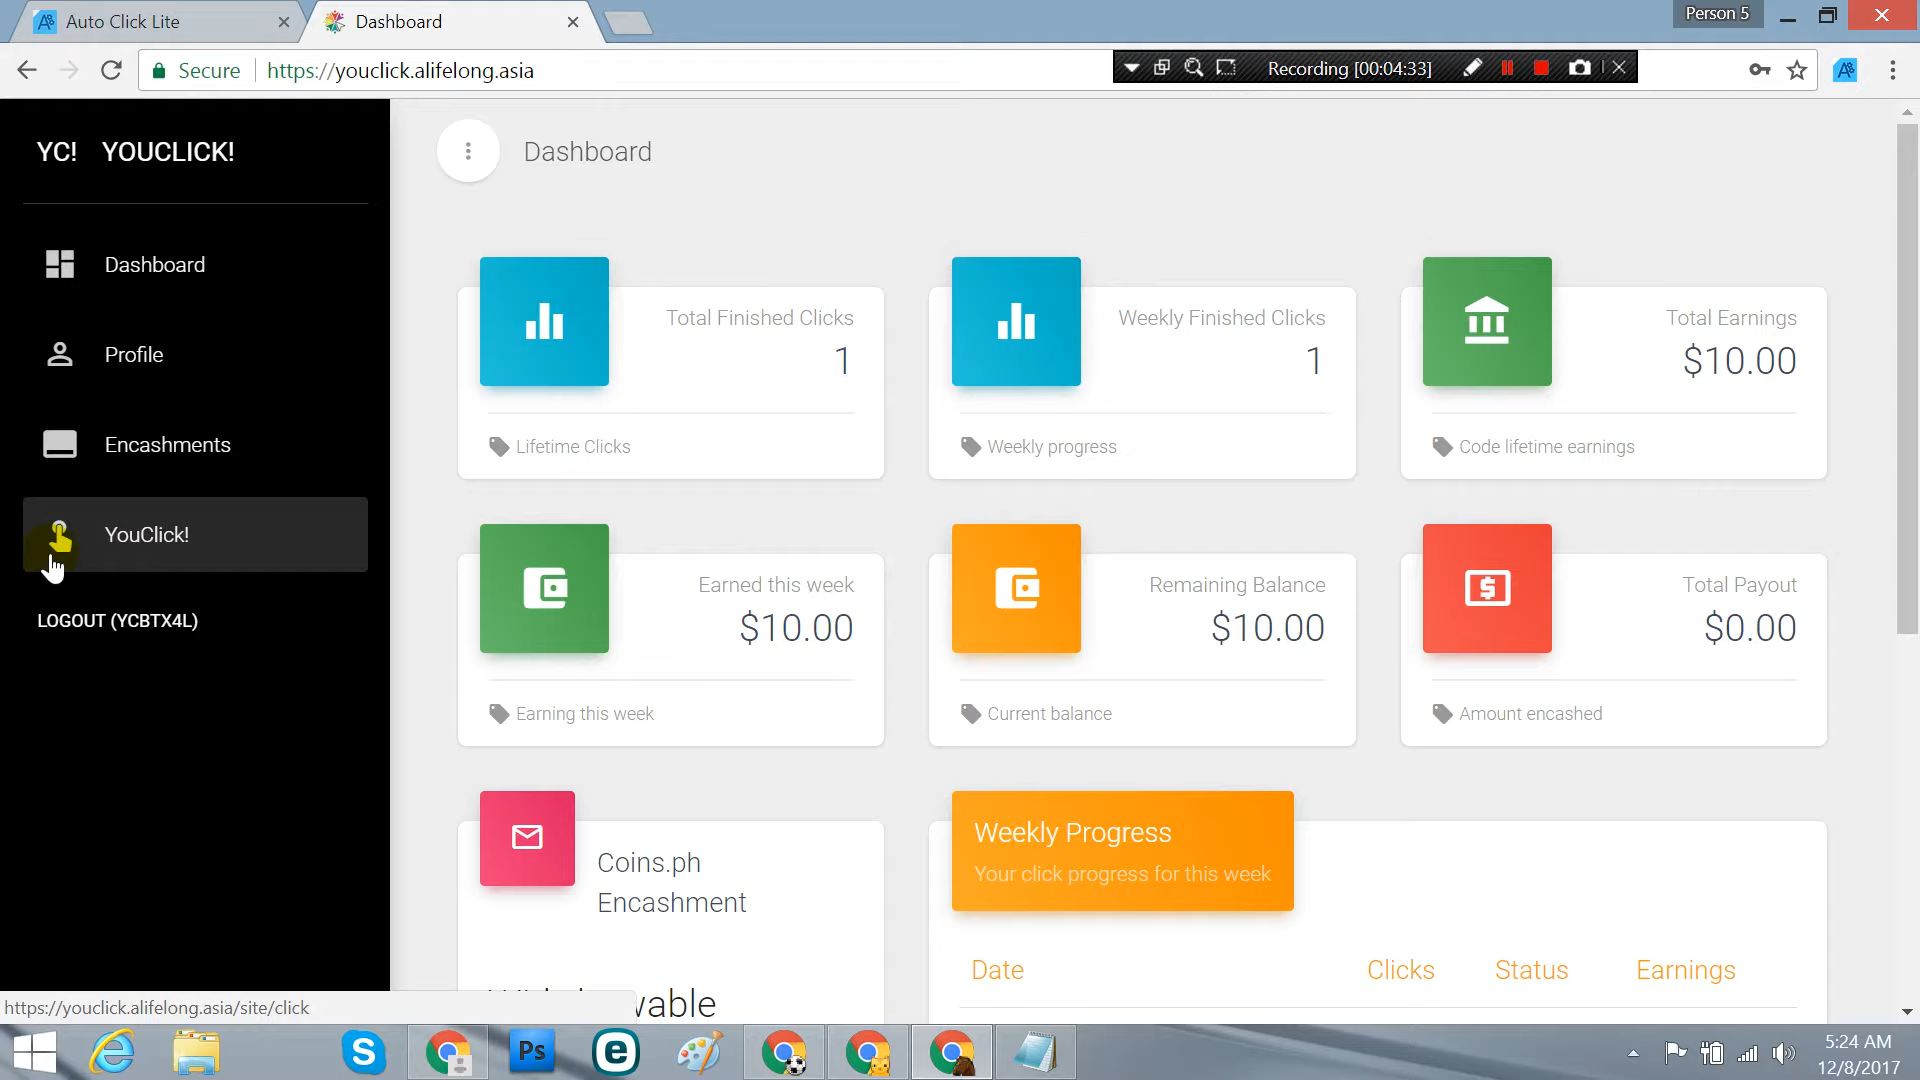 Auto Click Lite
Dashboard
Person 5
Secure
https://youclick.alifelong.asia
Recording [00:04:33]
YC! YOUCLICK!
Dashboard
Profile
Encashments
YouClick!
LOGOUT (YCBTX4L)
Dashboard
Total Finished Clicks
1
Lifetime Clicks
Weekly Finished Clicks
1
Weekly progress
Total Earnings
$10.00
Code lifetime earnings
Earned this week
$10.00
Earning this week
Remaining Balance
$10.00
Current balance
Total Payout
$0.00
Amount encashed
Coins.ph
Encashment
Weekly Progress
Your click progress for this week
Date Clicks Status Earnings
https://youclick.alifelong.asia/site/click
Ps
5:24 AM
12/8/2017